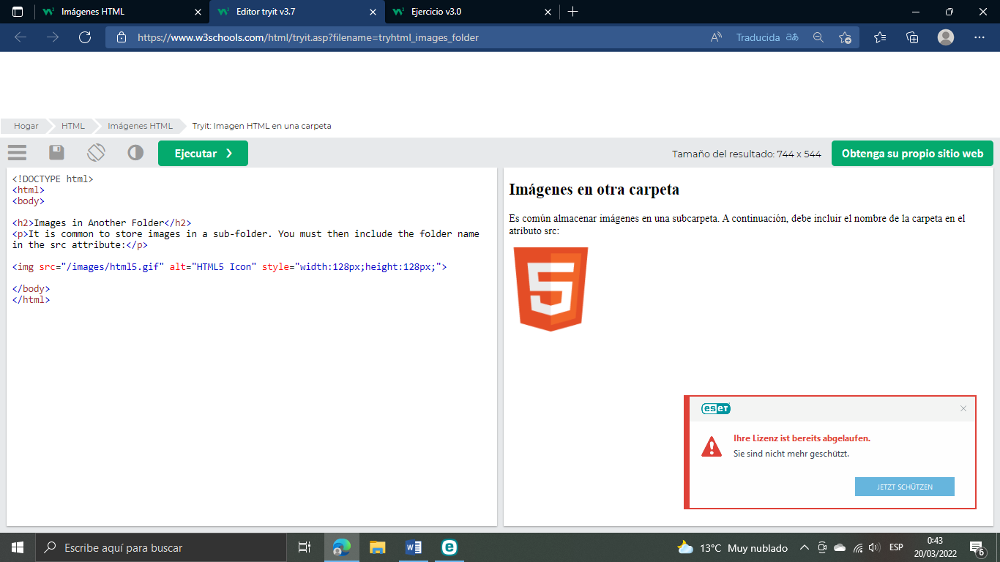 Imágenes HTML
Editor tryit v3.7
Ejercicio v3.0
https://www.w3schools.com/html/tryit.asp?filename=tryhtml_images_folder
Traducida
Hogar
HTML
Imágenes HTML
Tryit: Imagen HTML en una carpeta
Ejecutar ❯
Tamaño del resultado: 744 x 544
Obtenga su propio sitio web
<!DOCTYPE html>
<html>
<body>
<h2>Images in Another Folder</h2>
<p>It is common to store images in a sub-folder. You must then include the folder name
in the src attribute:</p>
<img src="/images/html5.gif" alt="HTML5 Icon" style="width:128px;height:128px;">
</body>
</html>
Imágenes en otra carpeta
Es común almacenar imágenes en una subcarpeta. A continuación, debe incluir el nombre de la carpeta en el
atributo src:
5
eseT
Ihre Lizenz ist bereits abgelaufen.
Sie sind nicht mehr geschützt.
JETZT SCHÜTZEN
Escribe aquí para buscar
13°C Muy nublado
ESP
0:43
20/03/2022
6